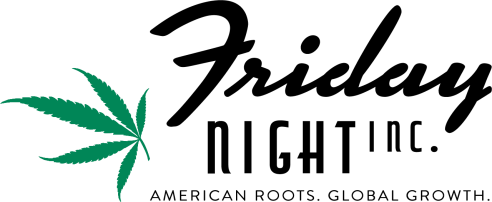 Friday
NIGHT INC.
AMERICAN ROOTS. GLOBAL GROWTH.